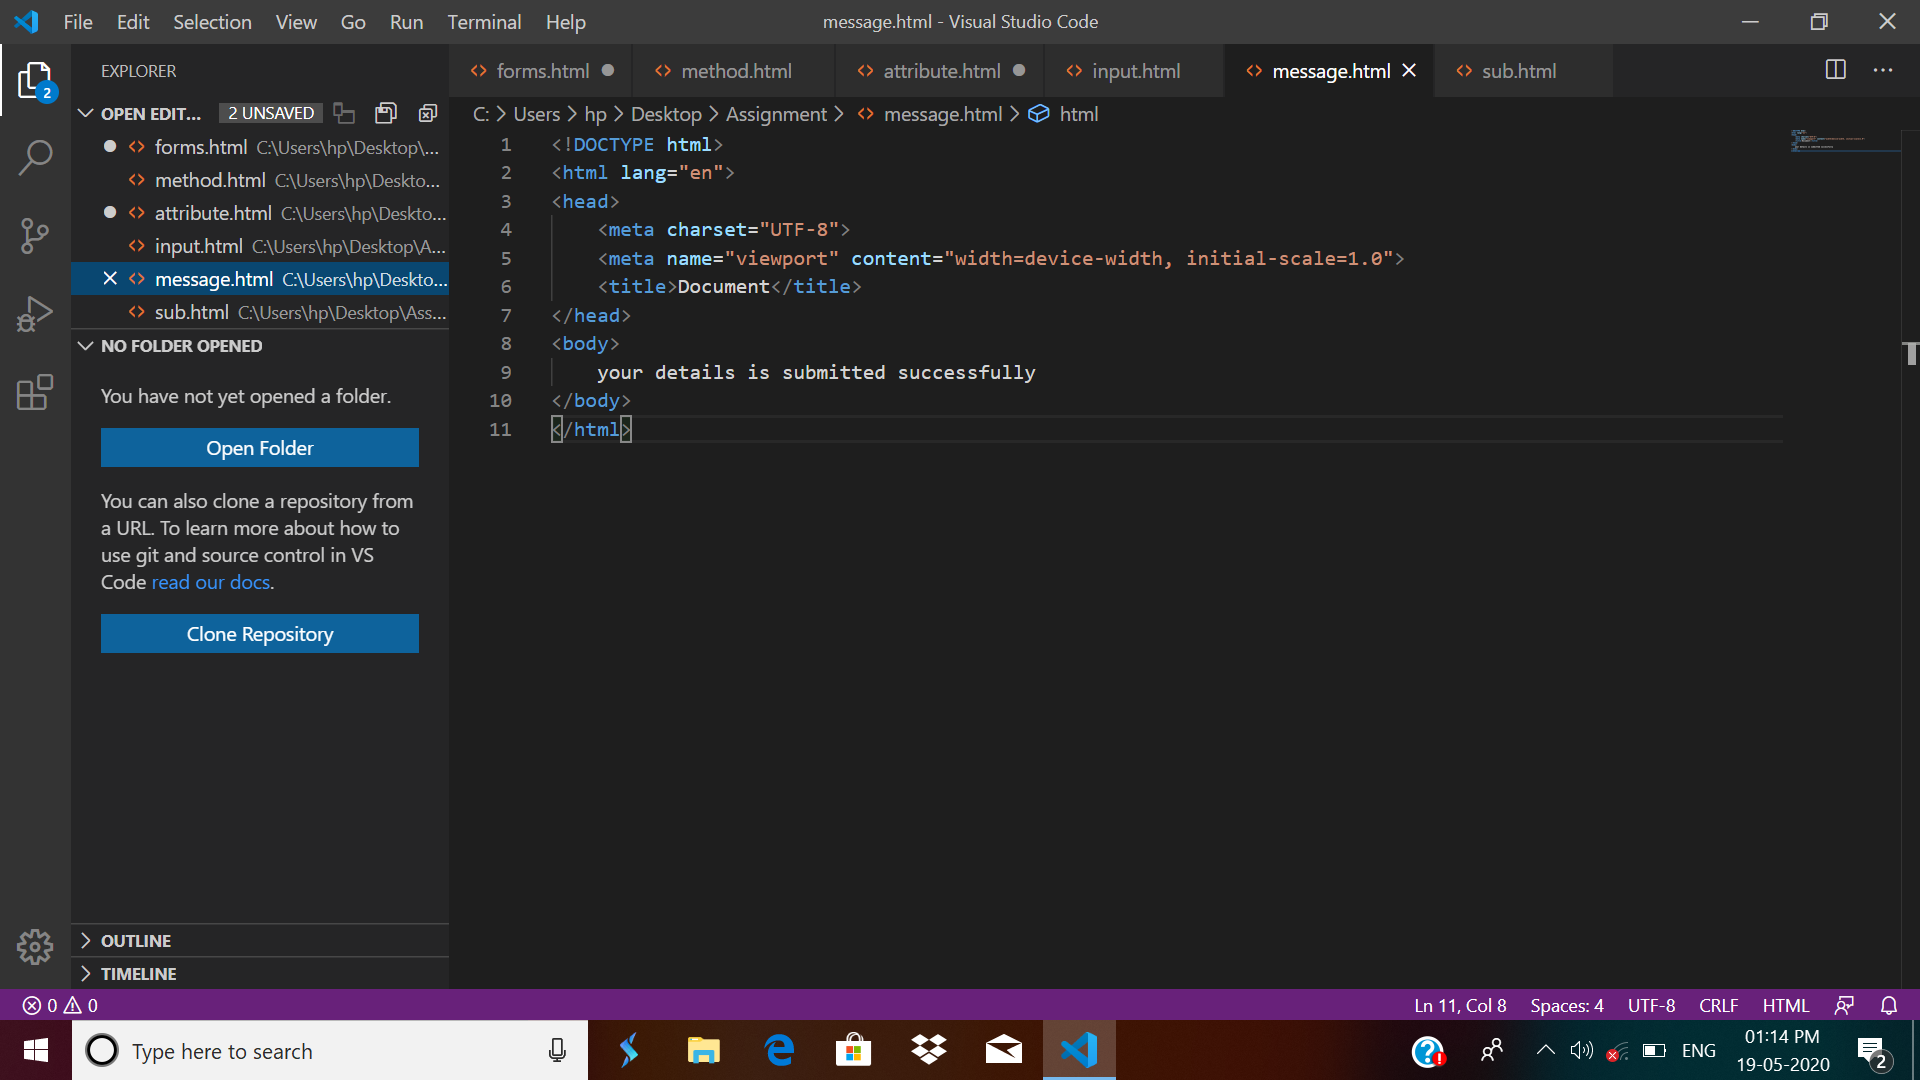 File Edit Selection View Go Run Terminal Help
message.html - Visual Studio Code
EXPLORER
OPEN EDIT... 2 UNSAVED
forms.html C:\Users\hp\Desktop\...
method.html C:\Users\hp\Deskto...
attribute.html C:\Users\hp\Deskto...
input.html C:\Users\hp\Desktop\A...
message.html C:\Users\hp\Deskto...
sub.html C:\Users\hp\Desktop\Ass...
NO FOLDER OPENED
You have not yet opened a folder.
Open Folder
You can also clone a repository from
a URL. To learn more about how to
use git and source control in VS
Code read our docs.
Clone Repository
OUTLINE
TIMELINE
2
forms.html method.html attribute.html input.html message.html sub.html
C: > Users > hp > Desktop > Assignment > message.html > html
1 <!DOCTYPE html>
2 <html lang="en">
3 <head>
4 <meta charset="UTF-8">
5 <meta name="viewport" content="width=device-width, initial-scale=1.0">
6 <title>Document</title>
7 </head>
8 <body>
9 your details is submitted successfully
10 </body>
11 </html>
0 0
Ln 11, Col 8 Spaces: 4 UTF-8 CRLF HTML
Type here to search
ENG
01:14 PM
19-05-2020
2